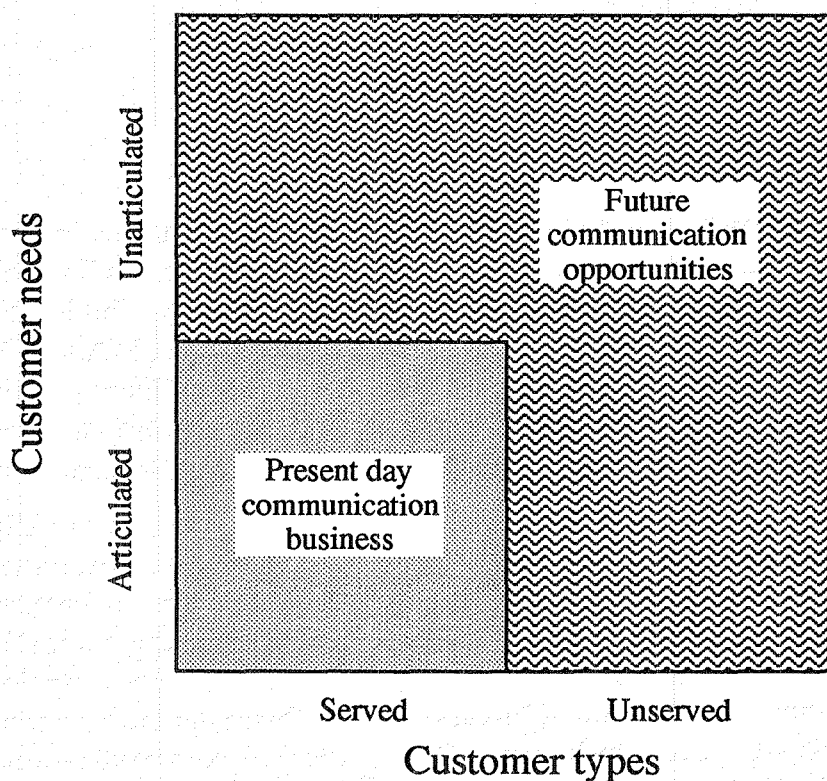 Customer needs
Unarticulated
Articulated
Future
communication
opportunities
Present day
communication
business
Served
Unserved
Customer types